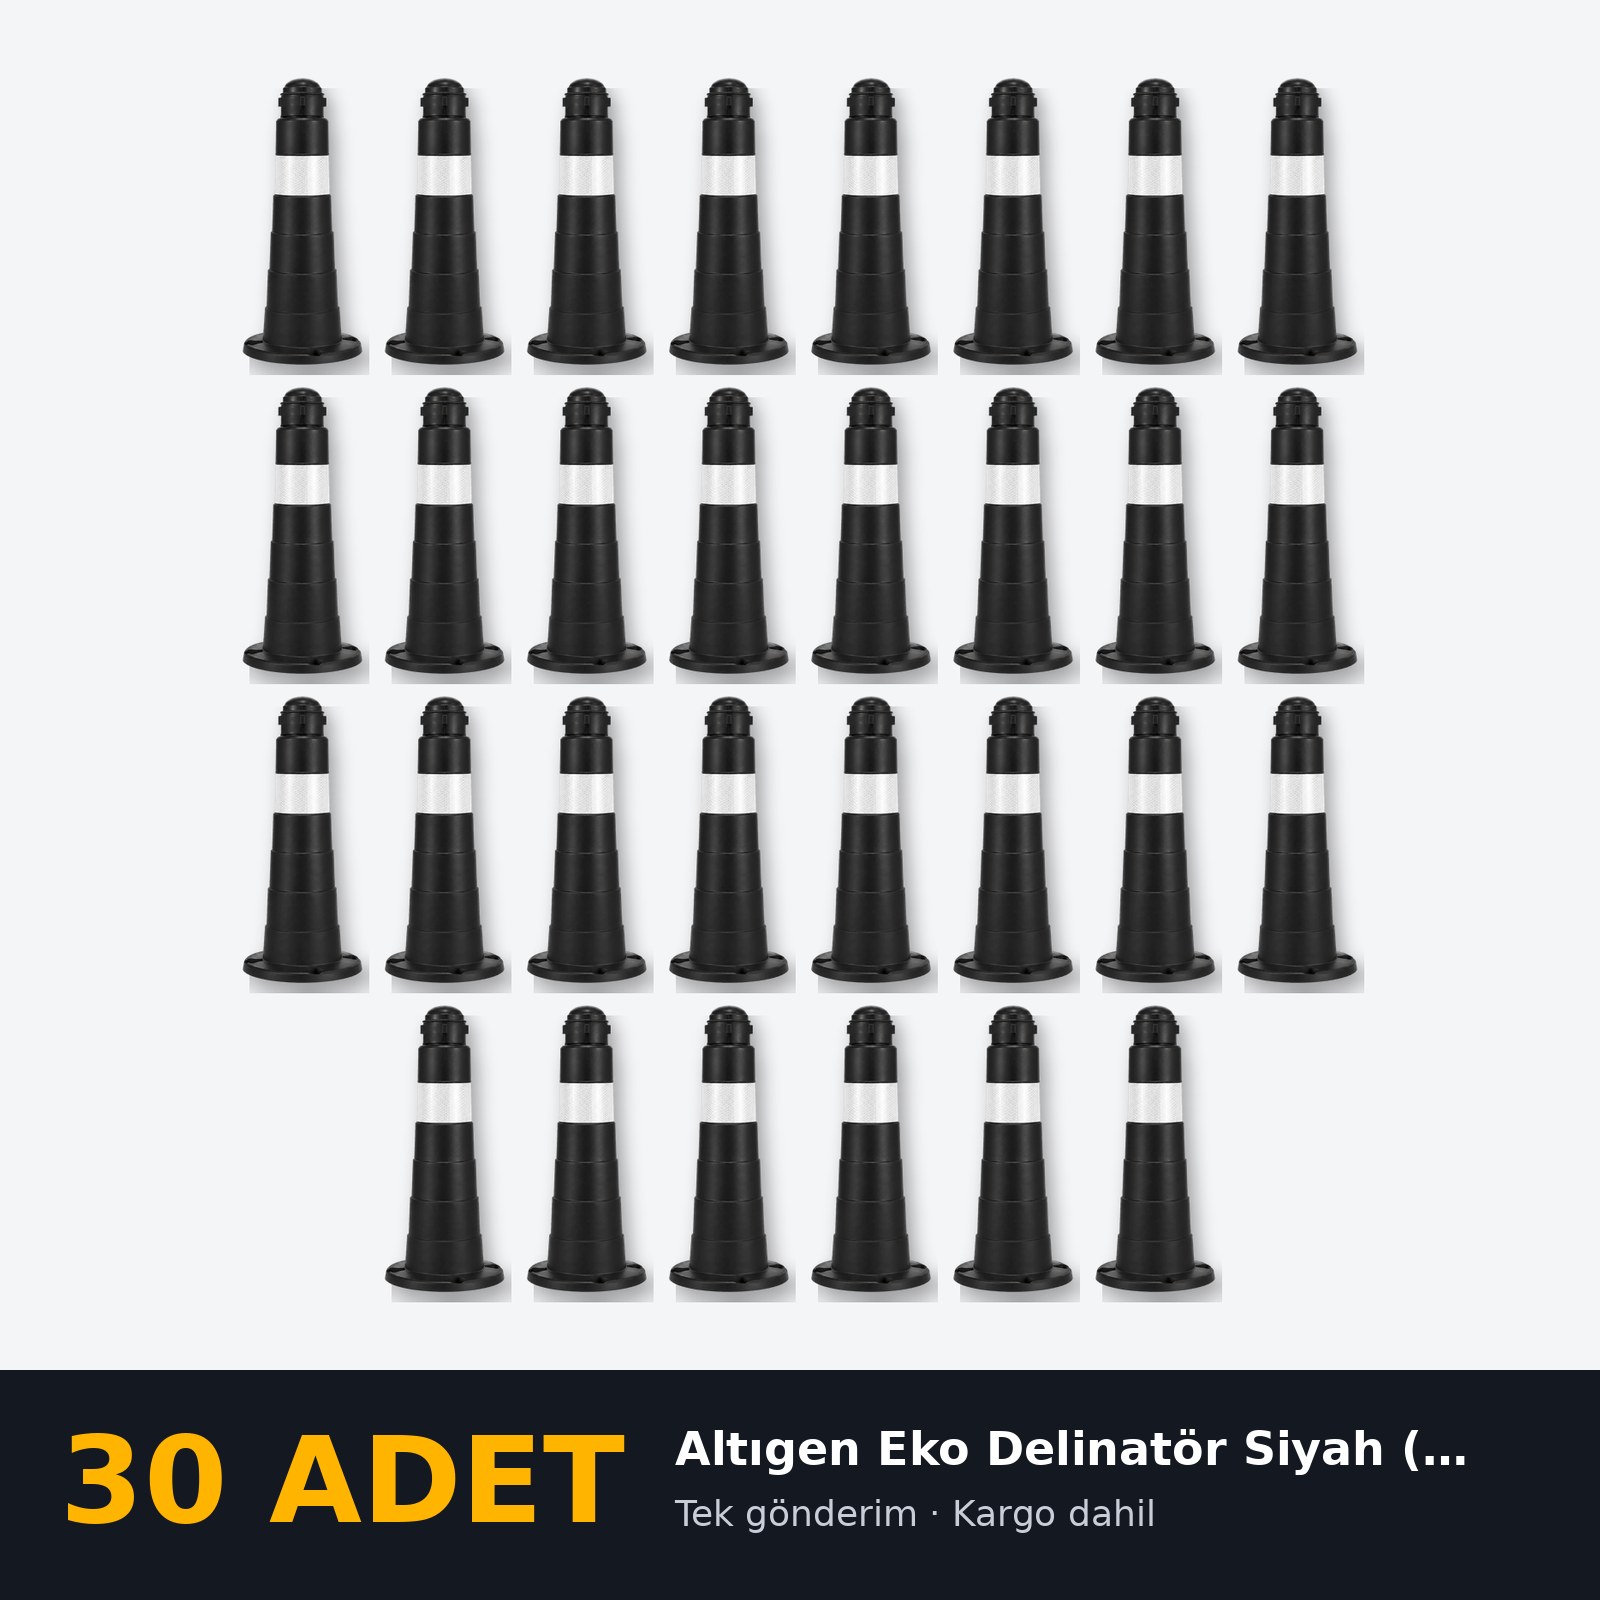 30 ADET
Altıgen Eko Delinatör Siyah (...
Tek gönderim · Kargo dahil